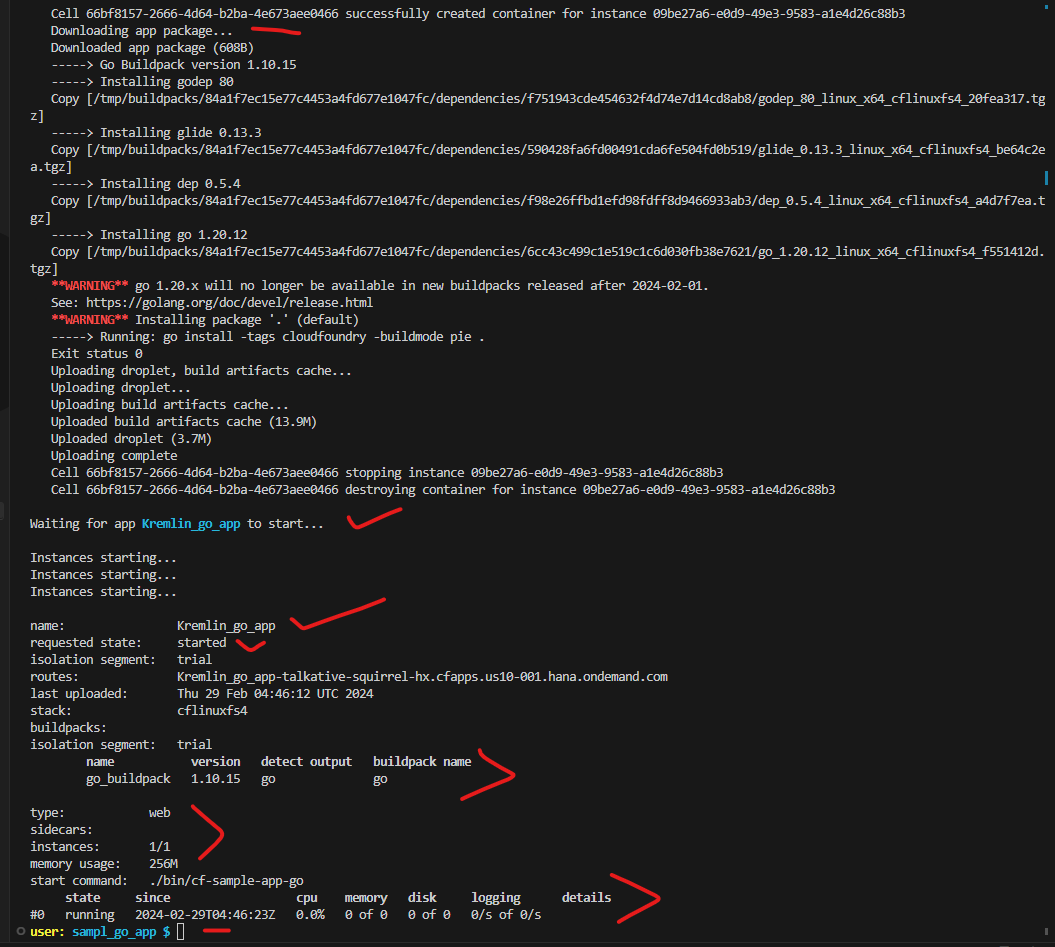 Cell 66bf8157-2666-4d64-b2ba-4e673aee0466 successfully created container for instance 09be27a6-e0d9-49e3-9583-a1e4d26c88b3
Downloading app package...
Downloaded app package (608B)
-----> Go Buildpack version 1.10.15
-----> Installing godep 80
Copy [/tmp/buildpacks/84a1f7ec15e77c4453a4fd677e1047fc/dependencies/f751943cde454632f4d74e7d14cd8ab8/godep_80_linux_x64_cflinuxfs4_20fea317.tg
z]
-----> Installing glide 0.13.3
Copy [/tmp/buildpacks/84a1f7ec15e77c4453a4fd677e1047fc/dependencies/590428fa6fd00491cda6fe504fd0b519/glide_0.13.3_linux_x64_cflinuxfs4_be64c2e
a.tgz]
-----> Installing dep 0.5.4
Copy [/tmp/buildpacks/84a1f7ec15e77c4453a4fd677e1047fc/dependencies/f98e26ffbd1efd98fdff8d9466933ab3/dep_0.5.4_linux_x64_cflinuxfs4_a4d7f7ea.t
gz]
-----> Installing go 1.20.12
Copy [/tmp/buildpacks/84a1f7ec15e77c4453a4fd677e1047fc/dependencies/6cc43c499c1e519c1c6d030fb38e7621/go_1.20.12_linux_x64_cflinuxfs4_f551412d.
tgz]
**WARNING** go 1.20.x will no longer be available in new buildpacks released after 2024-02-01.
See: https://golang.org/doc/devel/release.html
**WARNING** Installing package '.' (default)
-----> Running: go install -tags cloudfoundry -buildmode pie .
Exit status 0
Uploading droplet, build artifacts cache...
Uploading droplet...
Uploading build artifacts cache...
Uploaded build artifacts cache (13.9M)
Uploaded droplet (3.7M)
Uploading complete
Cell 66bf8157-2666-4d64-b2ba-4e673aee0466 stopping instance 09be27a6-e0d9-49e3-9583-a1e4d26c88b3
Cell 66bf8157-2666-4d64-b2ba-4e673aee0466 destroying container for instance 09be27a6-e0d9-49e3-9583-a1e4d26c88b3
Waiting for app Kremlin_go_app to start...
Instances starting...
Instances starting...
Instances starting...
name: Kremlin_go_app
requested state: started
isolation segment: trial
routes: Kremlin_go_app-talkative-squirrel-hx.cfapps.us10-001.hana.ondemand.com
last uploaded: Thu 29 Feb 04:46:12 UTC 2024
stack: cflinuxfs4
buildpacks:
isolation segment: trial
name version detect output buildpack name
go_buildpack 1.10.15 go go
type: web
sidecars:
instances: 1/1
memory usage: 256M
start command: ./bin/cf-sample-app-go
state since cpu memory disk logging details
#0 running 2024-02-29T04:46:23Z 0.0% 0 of 0 0 of 0 0/s of 0/s
user: sampl_go_app $